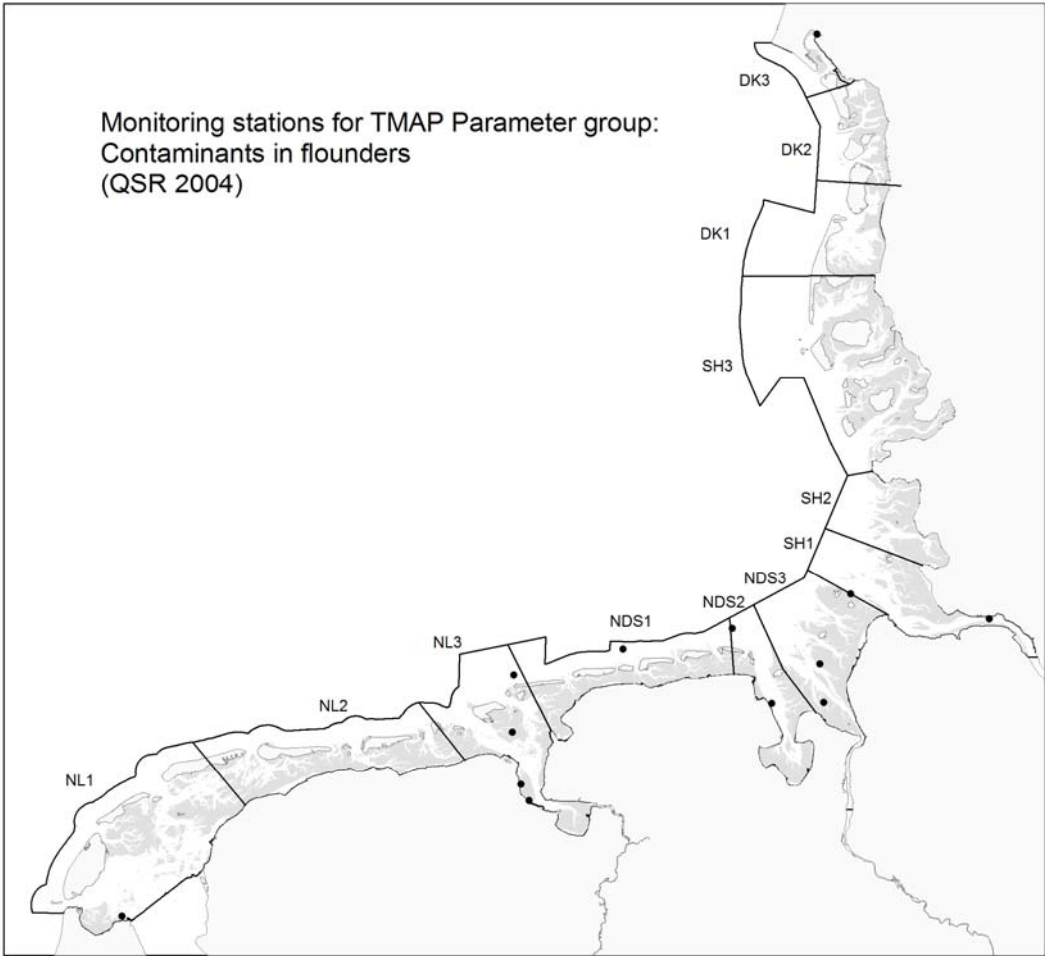 Monitoring stations for TMAP Parameter group:
Contaminants in flounders
(QSR 2004)
DK3
DK2
DK1
SH3
SH2
SH1
NDS3
NDS2
NDS1
NL3
NL2
NL1